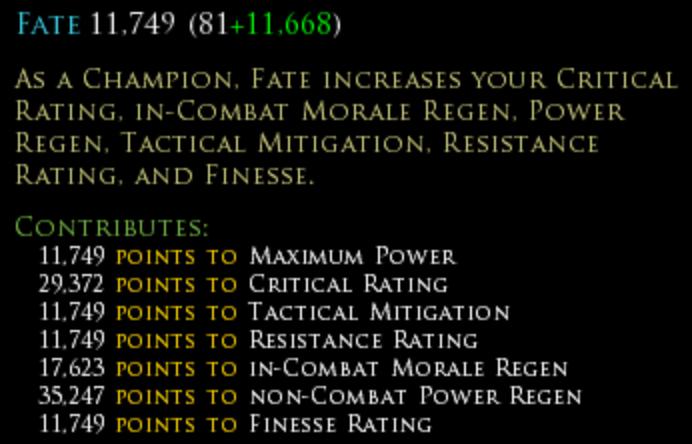 Fate 11,749 (81+11,668)
As a Champion, Fate increases your Critical
Rating, in-Combat Morale Regen, Power
Regen, Tactical Mitigation, Resistance
Rating, and Finesse.
Contributes:
11,749 points to Maximum Power
29,372 points to Critical Rating
11,749 points to Tactical Mitigation
11,749 points to Resistance Rating
17,623 points to in-Combat Morale Regen
35,247 points to non-Combat Power Regen
11,749 points to Finesse Rating